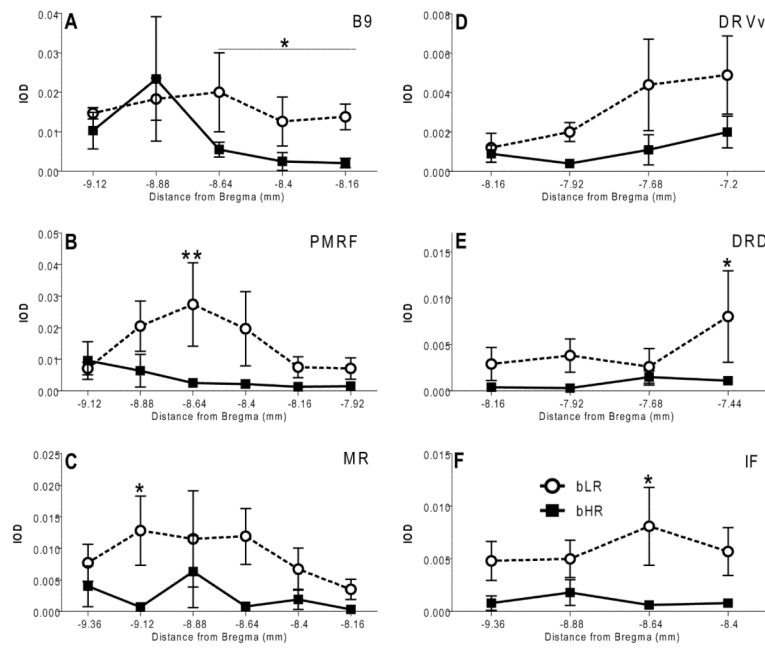 A
B9
0.04
0.03
0.02
0.01
0.00
IOD
*
-9.12 -8.88 -8.64 -8.4 -8.16
Distance from Bregma (mm)
D
DRVv
0.008
0.006
0.004
0.002
0.000
IOD
-8.16 -7.92 -7.68 -7.2
Distance from Bregma (mm)
B
PMRF
0.05
0.04
0.03
0.02
0.01
0.00
IOD
**
-9.12 -8.88 -8.64 -8.4 -8.16 -7.92
Distance from Bregma (mm)
E
DRD
0.015
0.010
0.005
0.000
IOD
*
-8.16 -7.92 -7.68 -7.44
Distance from Bregma (mm)
C
MR
0.025
0.020
0.015
0.010
0.005
0.000
IOD
*
-9.36 -9.12 -8.88 -8.64 -8.4 -8.16
Distance from Bregma (mm)
F
IF
0.015
0.010
0.005
0.000
IOD
bLR
bHR
*
-9.36 -8.88 -8.64 -8.4
Distance from Bregma (mm)